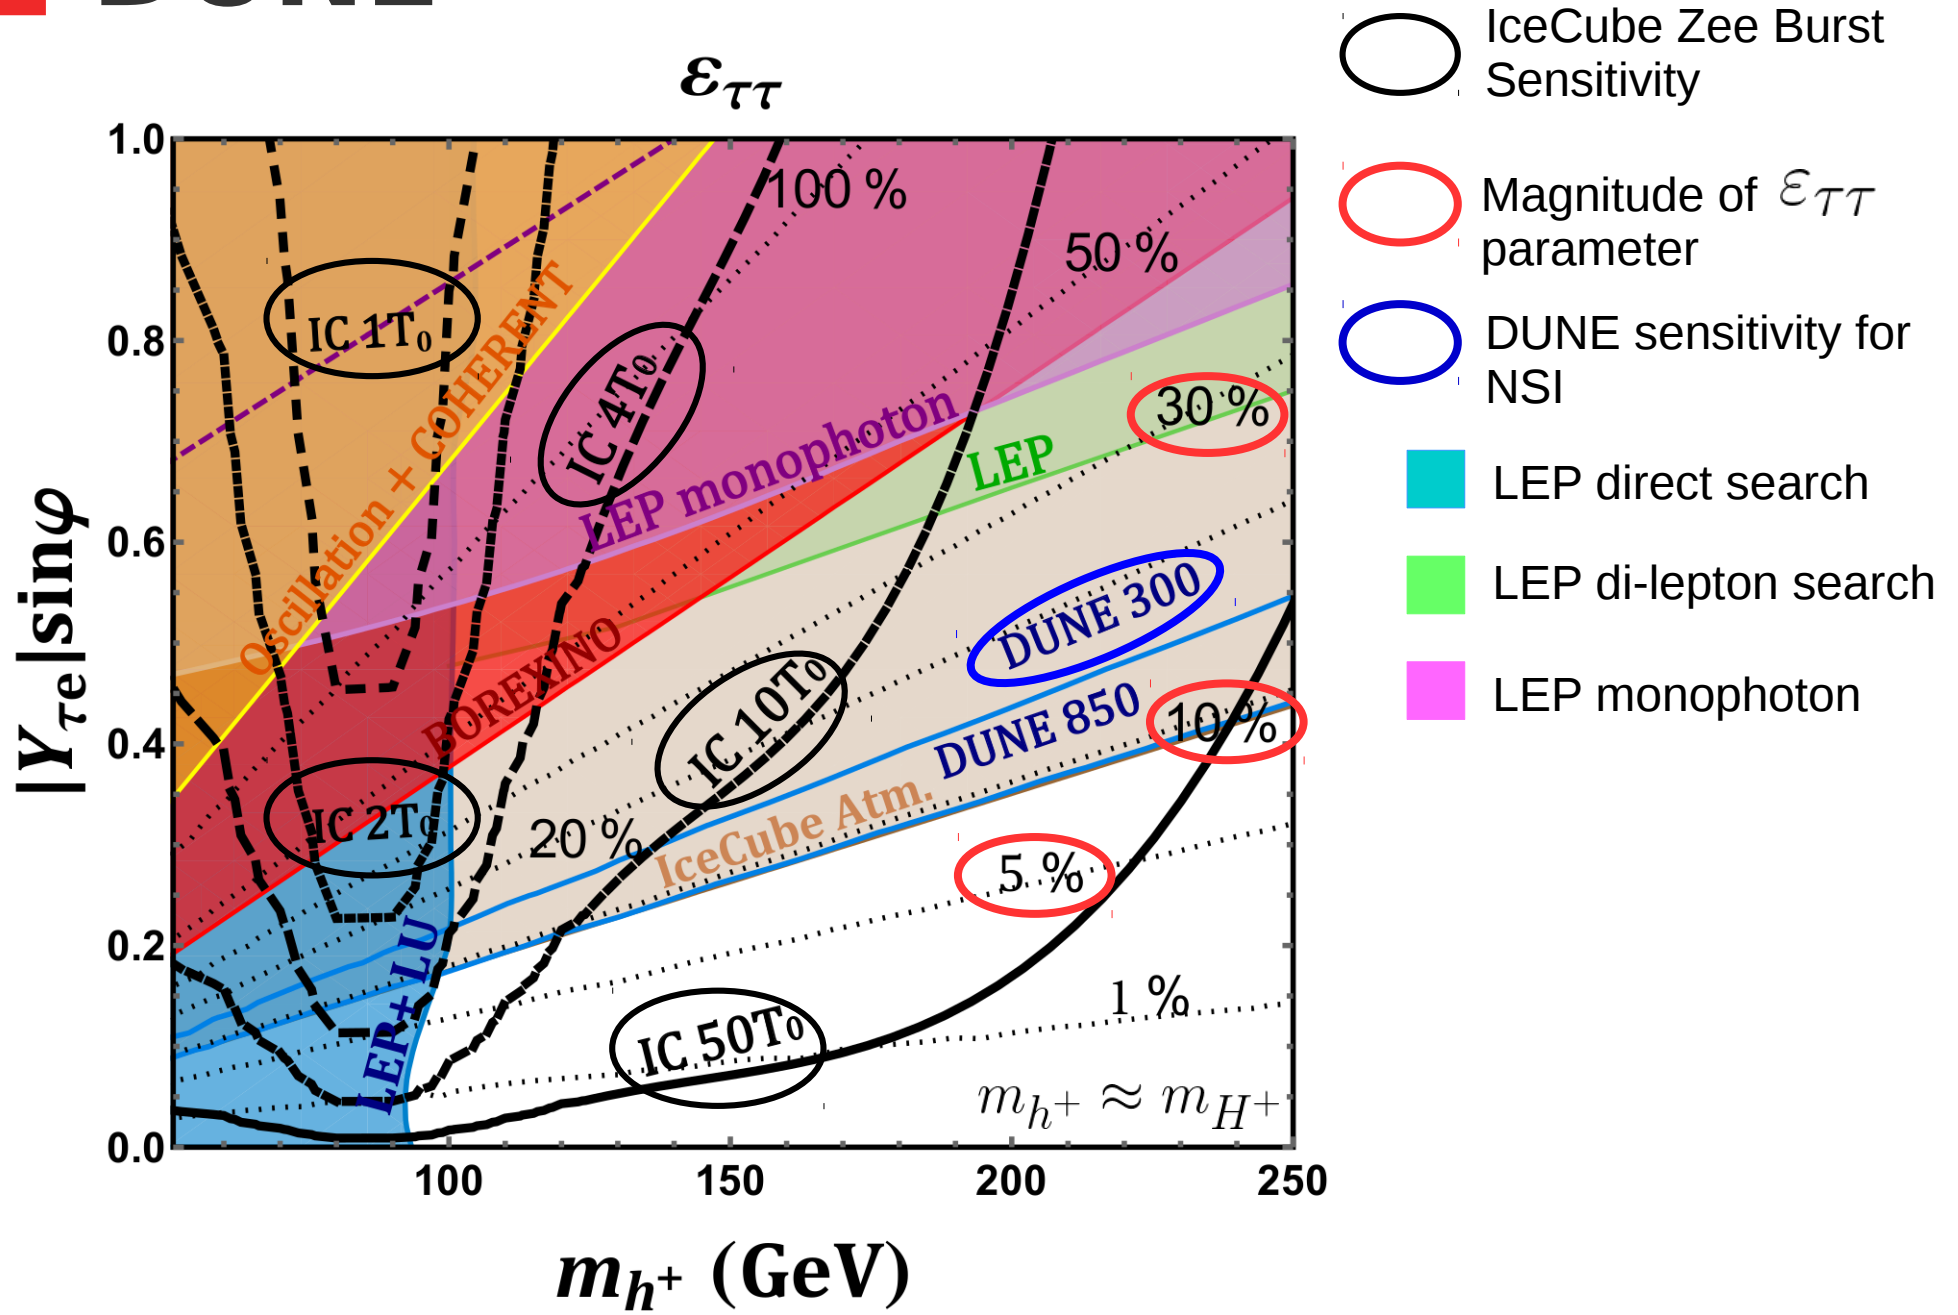 DUNE
ε_ττ
IceCube Zee Burst
Sensitivity
Magnitude of ε_ττ
parameter
DUNE sensitivity for
NSI
LEP direct search
LEP di-lepton search
LEP monophoton
|Y_τe|sinφ
1.0
0.8
0.6
0.4
0.2
0.0
100 %
50 %
30 %
20 %
10 %
5 %
1 %
IC 1T₀
IC 4T₀
Oscillation + COHERENT
LEP monophoton
LEP
BOREXINO
DUNE 300
IC 10T₀
DUNE 850
IC 2T₀
IceCube Atm.
LEP+ LU
IC 50T₀
m_h⁺ ≈ m_H⁺
100
150
200
250
m_h⁺ (GeV)